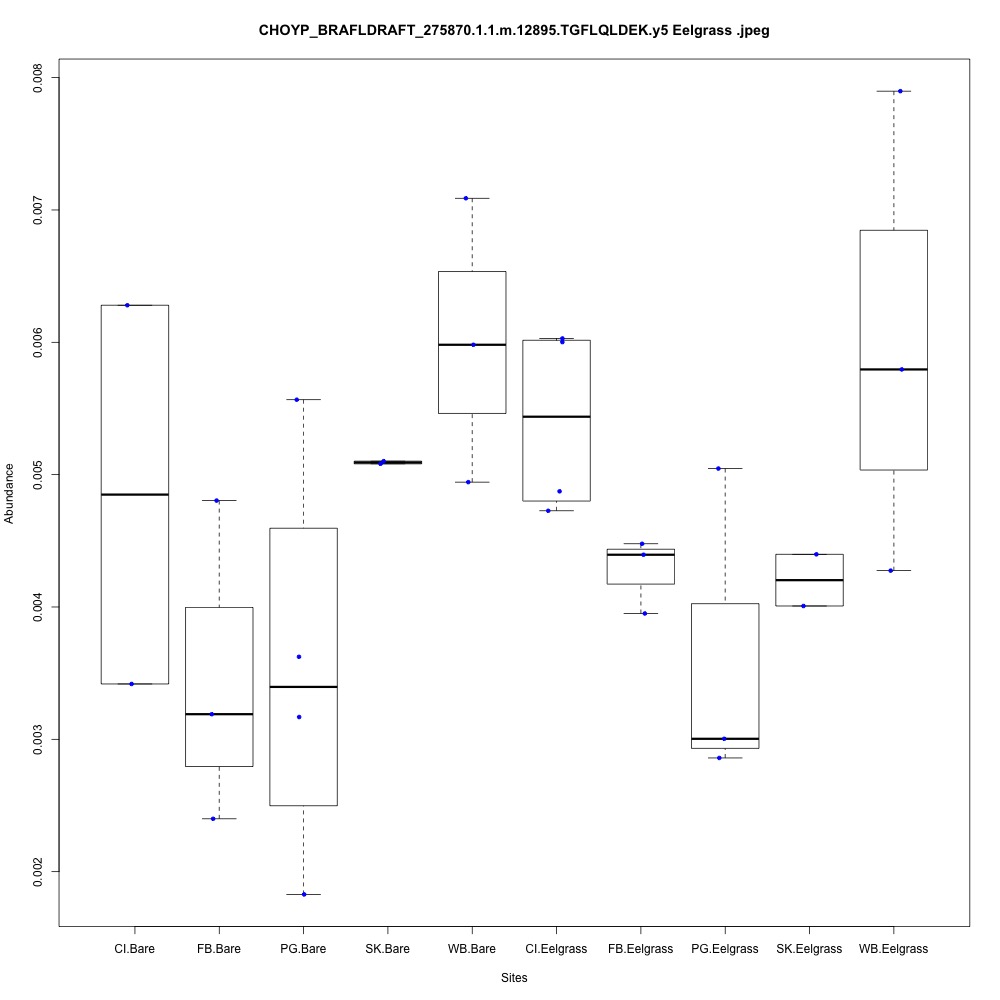 CHOYP_BRAFLDRAFT_275870.1.1.m.12895.TGFLQLDEK.y5 Eelgrass .jpeg
0.008
0.007
0.006
0.005
0.004
0.003
0.002
Abundance
CI.Bare FB.Bare PG.Bare SK.Bare WB.Bare CI.Eelgrass FB.Eelgrass PG.Eelgrass SK.Eelgrass WB.Eelgrass
Sites